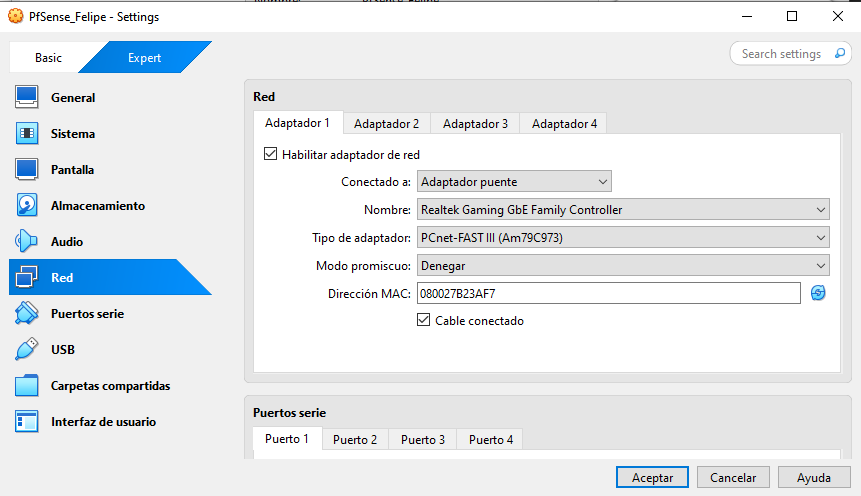 PfSense_Felipe - Settings
Basic
Expert
Search settings
General
Sistema
Pantalla
Almacenamiento
Audio
Red
Puertos serie
USB
Carpetas compartidas
Interfaz de usuario
Red
Adaptador 1
Adaptador 2
Adaptador 3
Adaptador 4
Habilitar adaptador de red
Conectado a: Adaptador puente
Nombre: Realtek Gaming GbE Family Controller
Tipo de adaptador: PCnet-FAST III (Am79C973)
Modo promiscuo: Denegar
Dirección MAC: 080027B23AF7
Cable conectado
Puertos serie
Puerto 1
Puerto 2
Puerto 3
Puerto 4
Aceptar
Cancelar
Ayuda